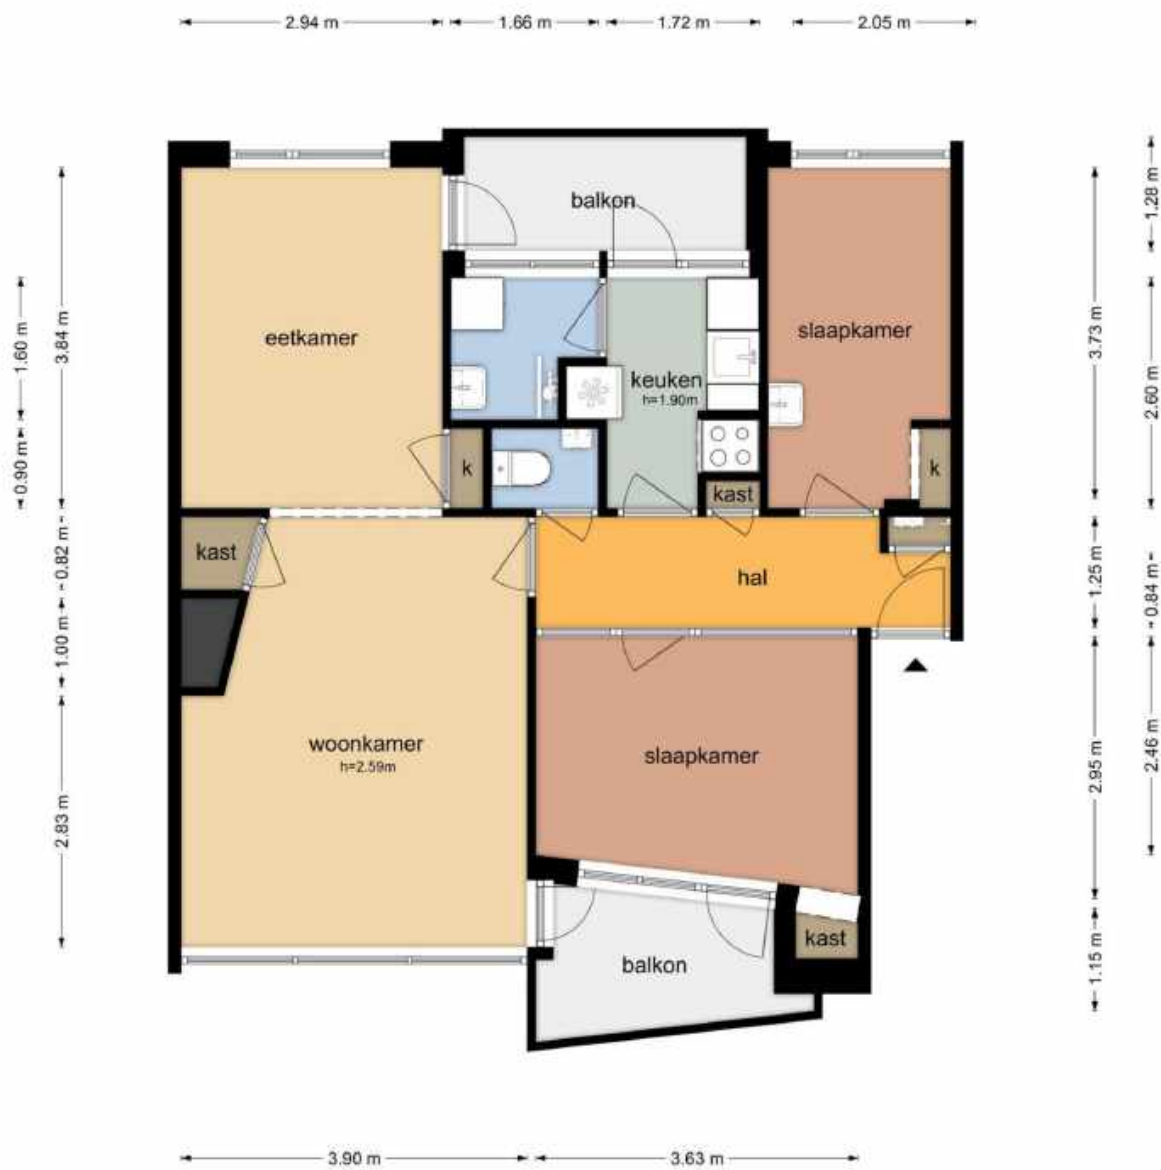 2.94 m
1.66 m
1.72 m
2.05 m
balkon
1.28 m
eetkamer
slaapkamer
3.84 m
1.60 m
3.73 m
keuken
h=1.90m
2.60 m
k
k
0.90 m
kast
kast
0.82 m
hal
1.25 m
0.84 m
1.00 m
woonkamer
h=2.59m
slaapkamer
2.95 m
2.46 m
2.83 m
kast
balkon
1.15 m
3.90 m
3.63 m